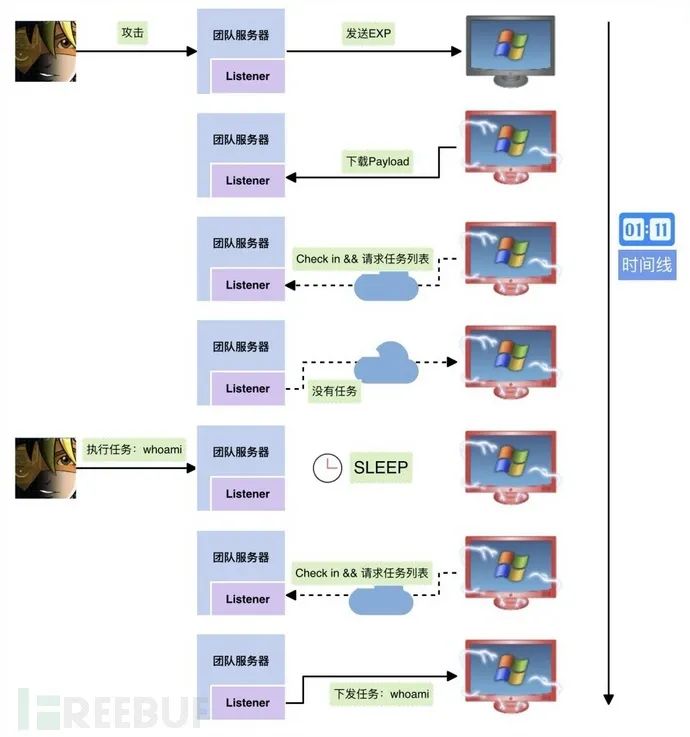 攻击
团队服务器
发送EXP
Listener
团队服务器
下载Payload
Listener
01:11
时间线
团队服务器
Check in && 请求任务列表
Listener
团队服务器
Listener
没有任务
执行任务：whoami
团队服务器
SLEEP
Listener
团队服务器
Check in && 请求任务列表
Listener
团队服务器
Listener
下发任务：whoami
FREEBUF